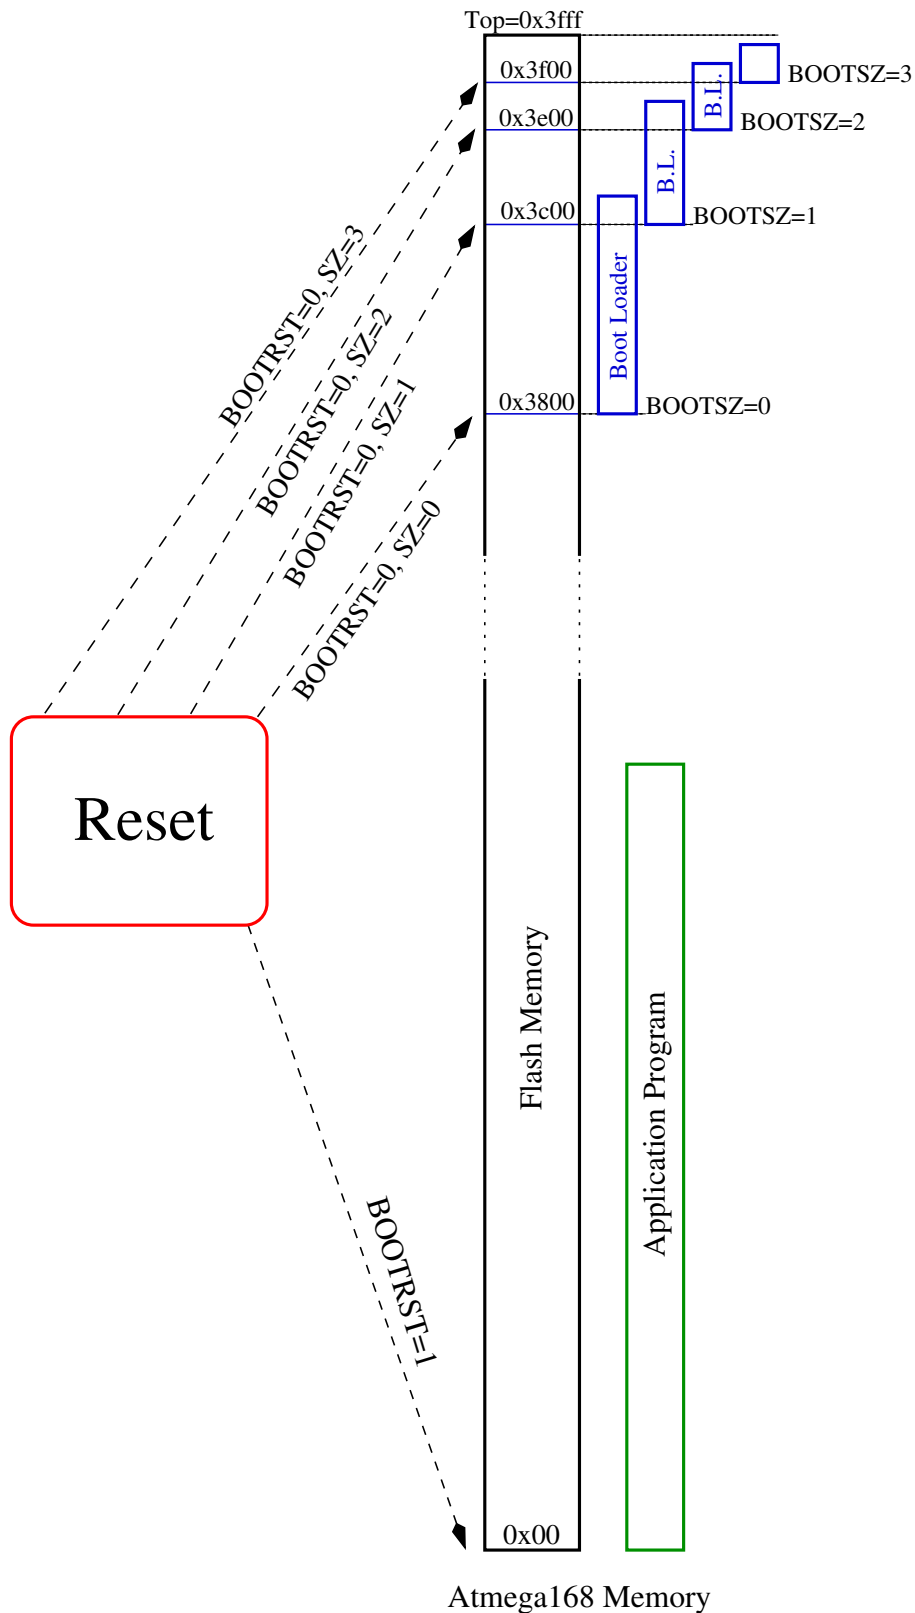 Top=0x3fff
0x3f00
BOOTSZ=3
B.L.
0x3e00
BOOTSZ=2
B.L.
0x3c00
BOOTSZ=1
Boot Loader
0x3800
BOOTSZ=0
BOOTRST=0, SZ=3
BOOTRST=0, SZ=2
BOOTRST=0, SZ=1
BOOTRST=0, SZ=0
Reset
Flash Memory
Application Program
BOOTRST=1
0x00
Atmega168 Memory